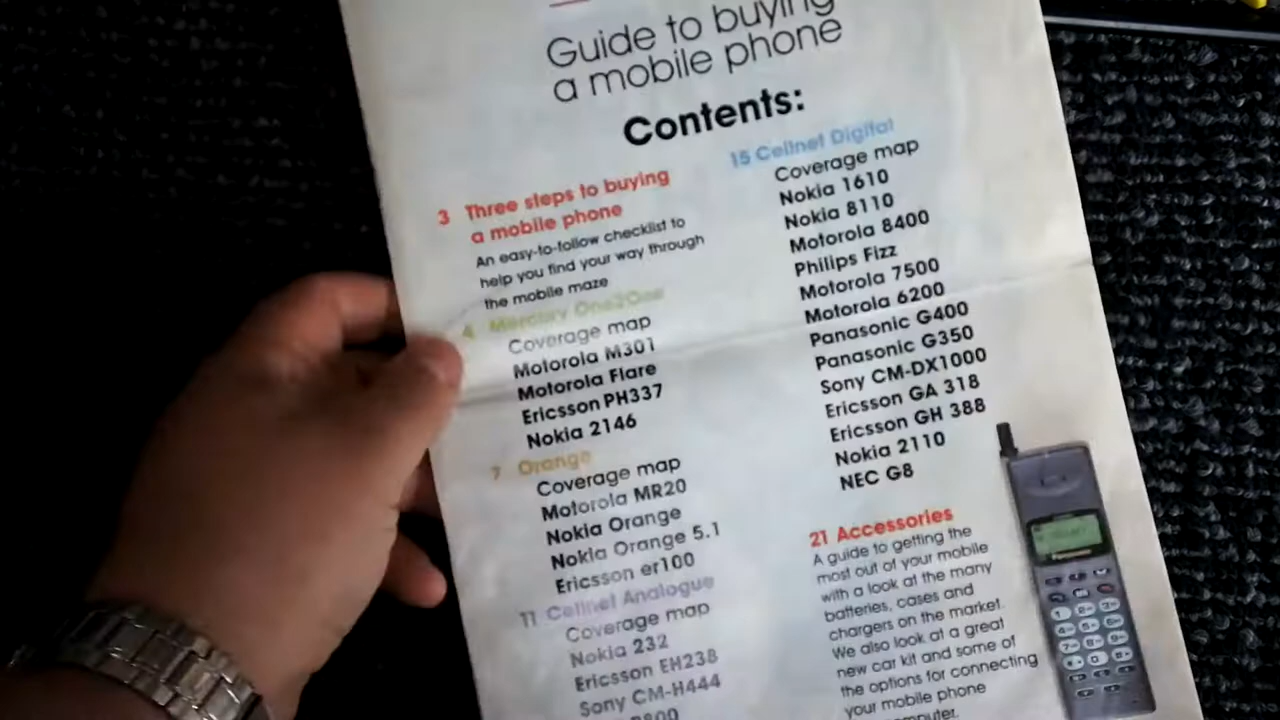 Guide to buying
a mobile phone
Contents:
3 Three steps to buying
a mobile phone
An easy-to-follow checklist to
help you find your way through
the mobile maze
4 Mercury One2One
Coverage map
Motorola M301
Motorola Flare
Ericsson PH337
Nokia 2146
7 Orange
Coverage map
Motorola MR20
Nokia Orange
Nokia Orange 5.1
Ericsson er100
11 Cellnet Analogue
Coverage map
Nokia 232
Ericsson EH238
Sony CM-H444
15 Cellnet Digital
Coverage map
Nokia 1610
Nokia 8110
Motorola 8400
Philips Fizz
Motorola 7500
Motorola 6200
Panasonic G400
Panasonic G350
Sony CM-DX1000
Ericsson GA 318
Ericsson GH 388
Nokia 2110
NEC G8
21 Accessories
A guide to getting the
most out of your mobile
with a look at the many
batteries, cases and
chargers on the market.
We also look at a great
new car kit and some of
the options for connecting
your mobile phone